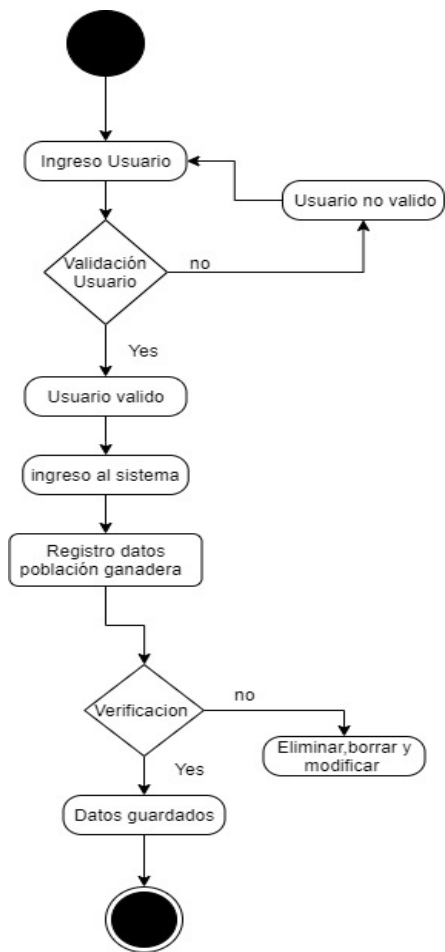 Ingreso Usuario
Usuario no valido
Validación
Usuario
no
Yes
Usuario valido
ingreso al sistema
Registro datos
población ganadera
Verificacion
no
Eliminar,borrar y
modificar
Yes
Datos guardados